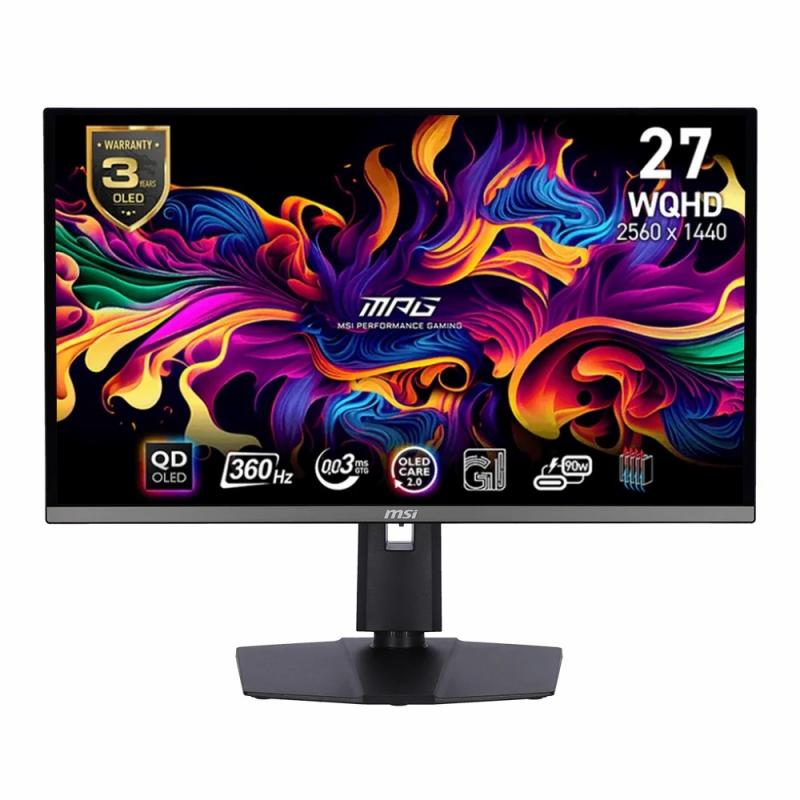 WARRANTY
3 YEARS
OLED
27
WQHD
2560 x 1440
MPG
MSI PERFORMANCE GAMING
QD
OLED
360Hz
0.03ms
GTG
OLED
CARE
2.0
GI
90W
msi